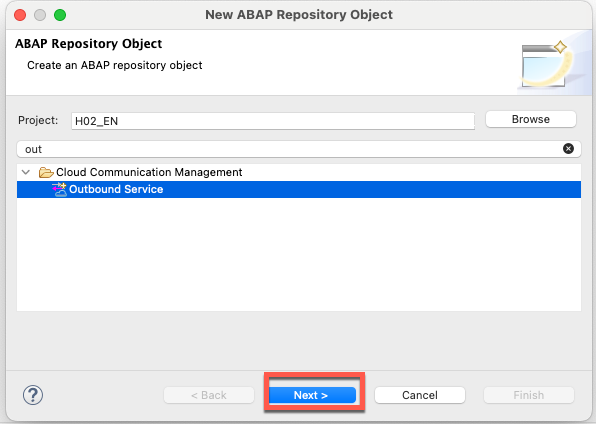 New ABAP Repository Object
ABAP Repository Object
Create an ABAP repository object
Project: H02_EN Browse
out
Cloud Communication Management
Outbound Service
? < Back Next > Cancel Finish